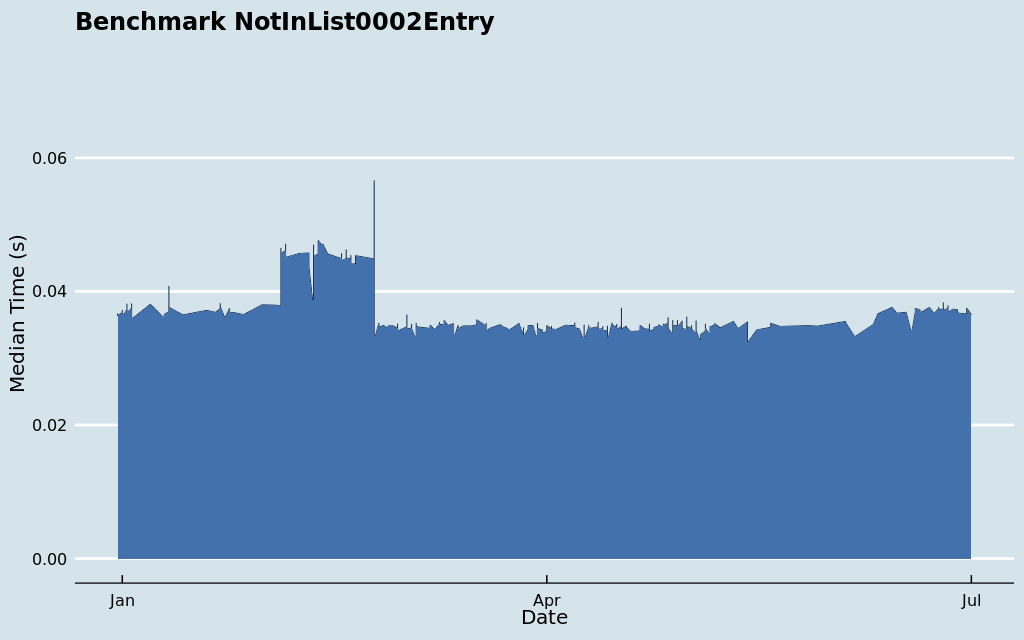 Benchmark NotInList0002Entry
0.06
0.04
0.02
0.00
Median Time (s)
Jan
Apr
Jul
Date